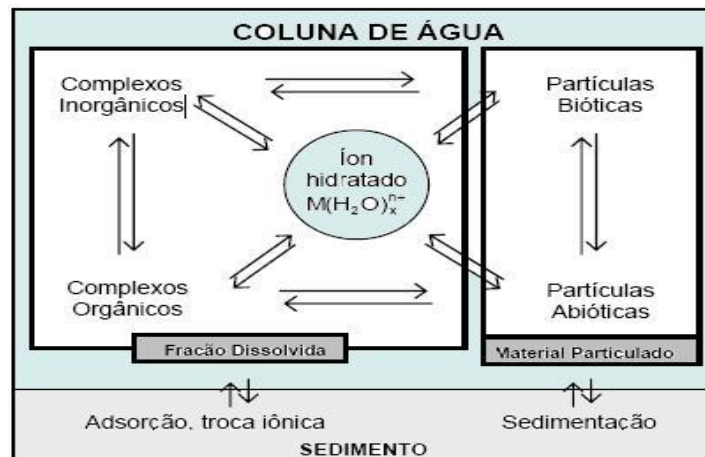 COLUNA DE ÁGUA
Complexos
Inorgânicos
Partículas
Bióticas
Íon
hidratado
M(H₂O)ₓⁿ⁺
Complexos
Orgânicos
Partículas
Abióticas
Fracão Dissolvida
Material Particulado
Adsorção, troca iônica
Sedimentação
SEDIMENTO